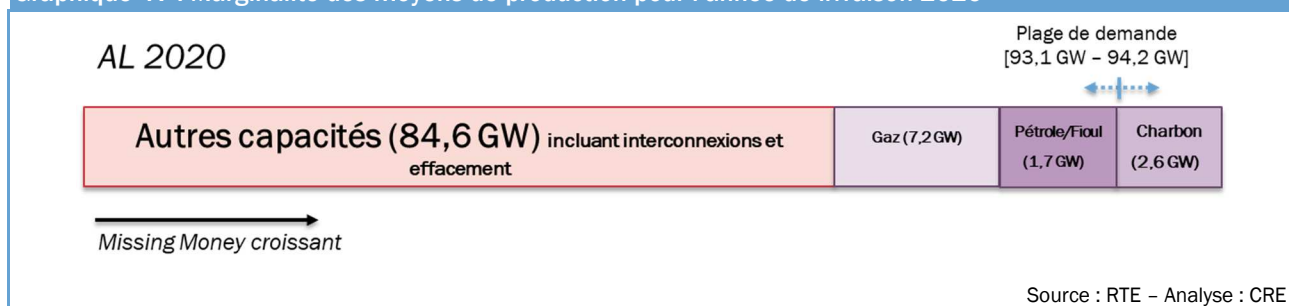 AL 2020
Plage de demande
[93,1 GW – 94,2 GW]
Autres capacités (84,6 GW) incluant interconnexions et
effacement
Gaz (7,2 GW)
Pétrole/Fioul
(1,7 GW)
Charbon
(2,6 GW)
Missing Money croissant
Source : RTE – Analyse : CRE